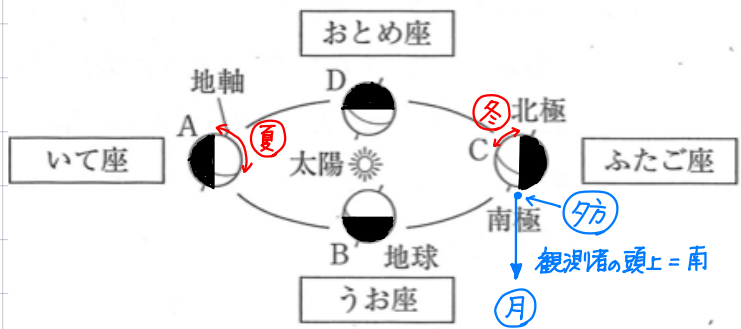 おとめ座
地軸
D
北極
冬
A
夏
いて座
太陽
C
ふたご座
南極
夕方
B
地球
観測者の頭上=南
うお座
月